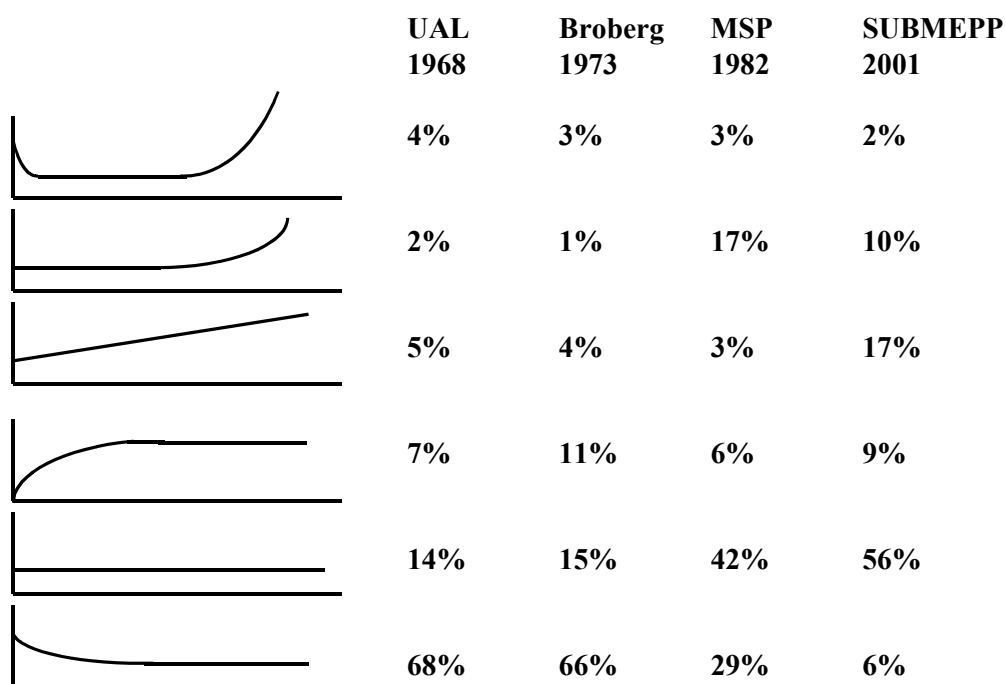 UAL Broberg MSP SUBMEPP
1968 1973 1982 2001
4% 3% 3% 2%
2% 1% 17% 10%
5% 4% 3% 17%
7% 11% 6% 9%
14% 15% 42% 56%
68% 66% 29% 6%